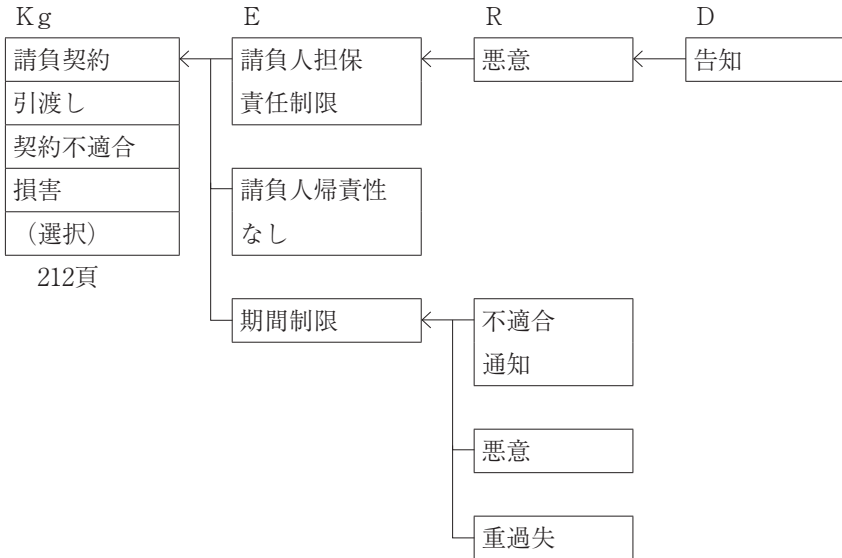 Ｋｇ
Ｅ
Ｒ
Ｄ
請負契約
引渡し
契約不適合
損害
（選択）
212頁
請負人担保
責任制限
悪意
告知
請負人帰責性
なし
期間制限
不適合
通知
悪意
重過失